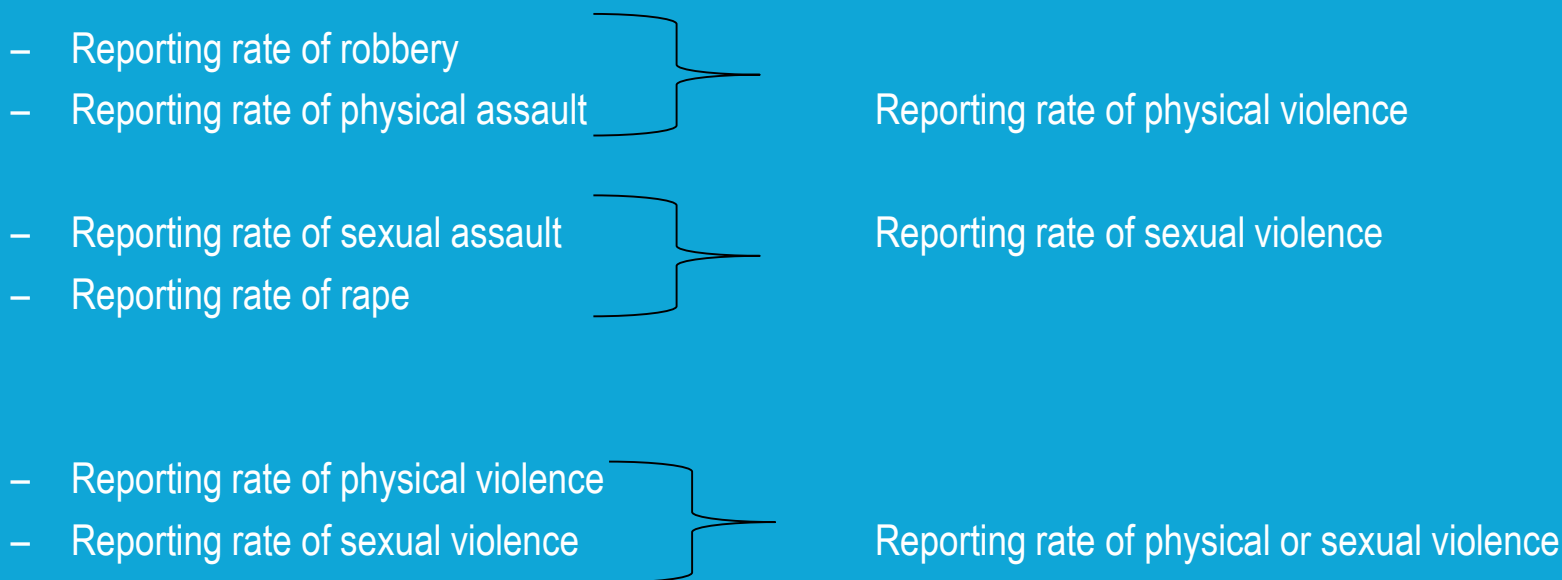 – Reporting rate of robbery
– Reporting rate of physical assault
Reporting rate of physical violence
– Reporting rate of sexual assault
Reporting rate of sexual violence
– Reporting rate of rape
– Reporting rate of physical violence
– Reporting rate of sexual violence
Reporting rate of physical or sexual violence